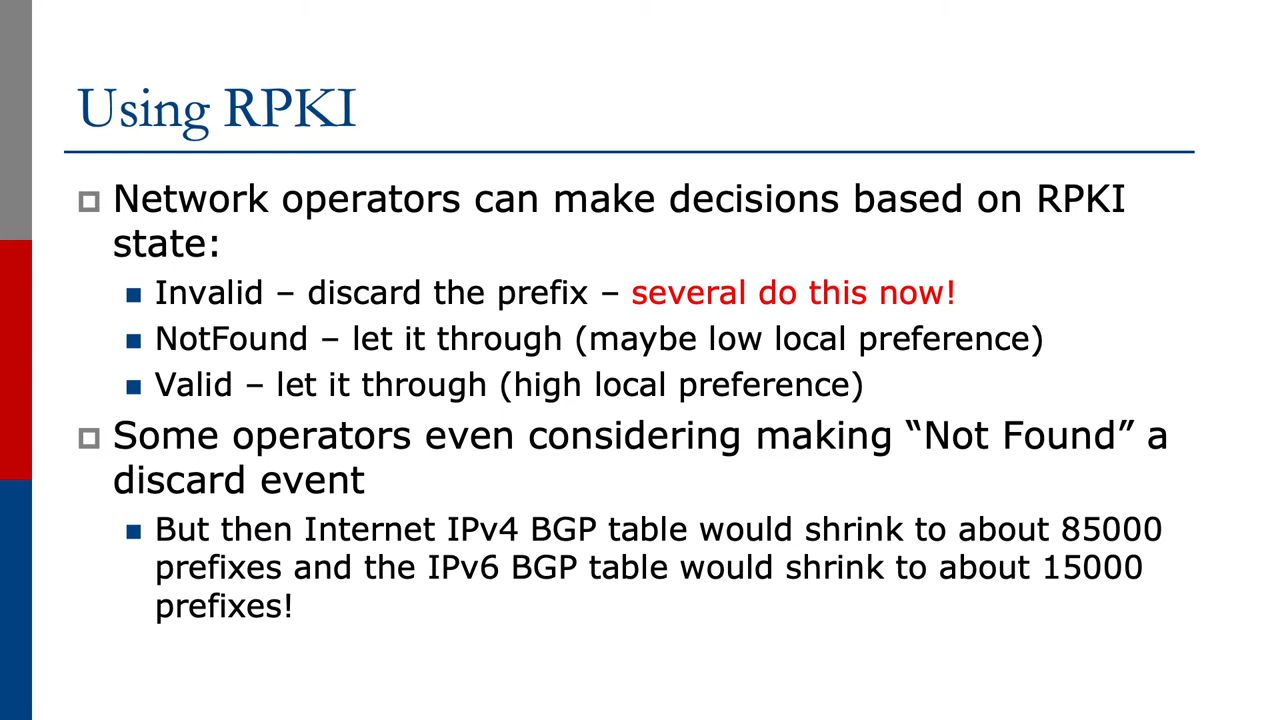 Using RPKI
Network operators can make decisions based on RPKI
state:
Invalid – discard the prefix – several do this now!
NotFound – let it through (maybe low local preference)
Valid – let it through (high local preference)
Some operators even considering making “Not Found” a
discard event
But then Internet IPv4 BGP table would shrink to about 85000
prefixes and the IPv6 BGP table would shrink to about 15000
prefixes!